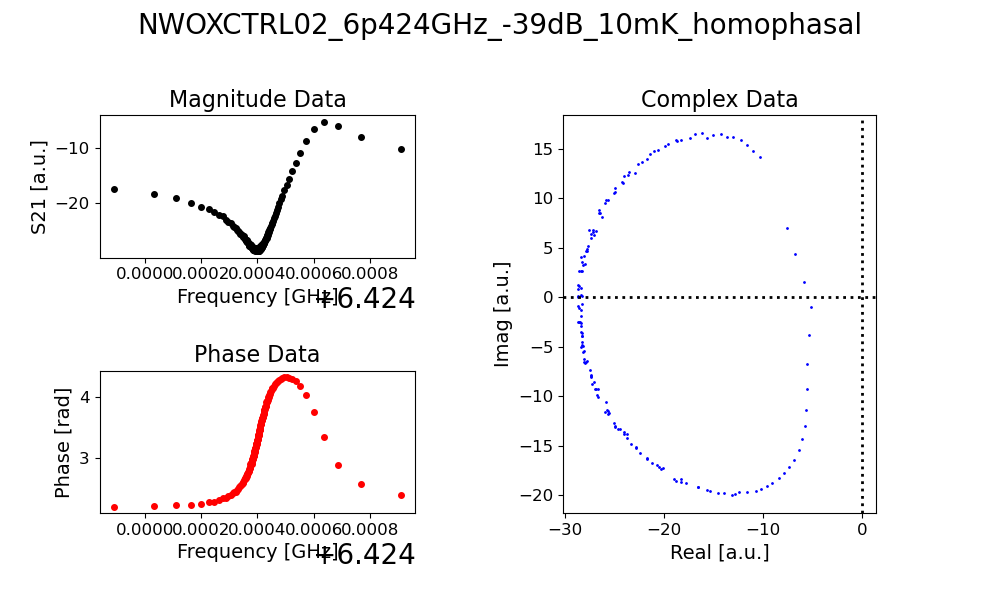 NWOXCTRL02_6p424GHz_-39dB_10mK_homophasal
Magnitude Data
S21 [a.u.]
−10
−20
0.0000 0.0002 0.0004 0.0006 0.0008
Frequency [GHz]
+6.424
Phase Data
Phase [rad]
4
3
0.0000 0.0002 0.0004 0.0006 0.0008
Frequency [GHz]
+6.424
Complex Data
Imag [a.u.]
15
10
5
0
−5
−10
−15
−20
−30 −20 −10 0
Real [a.u.]